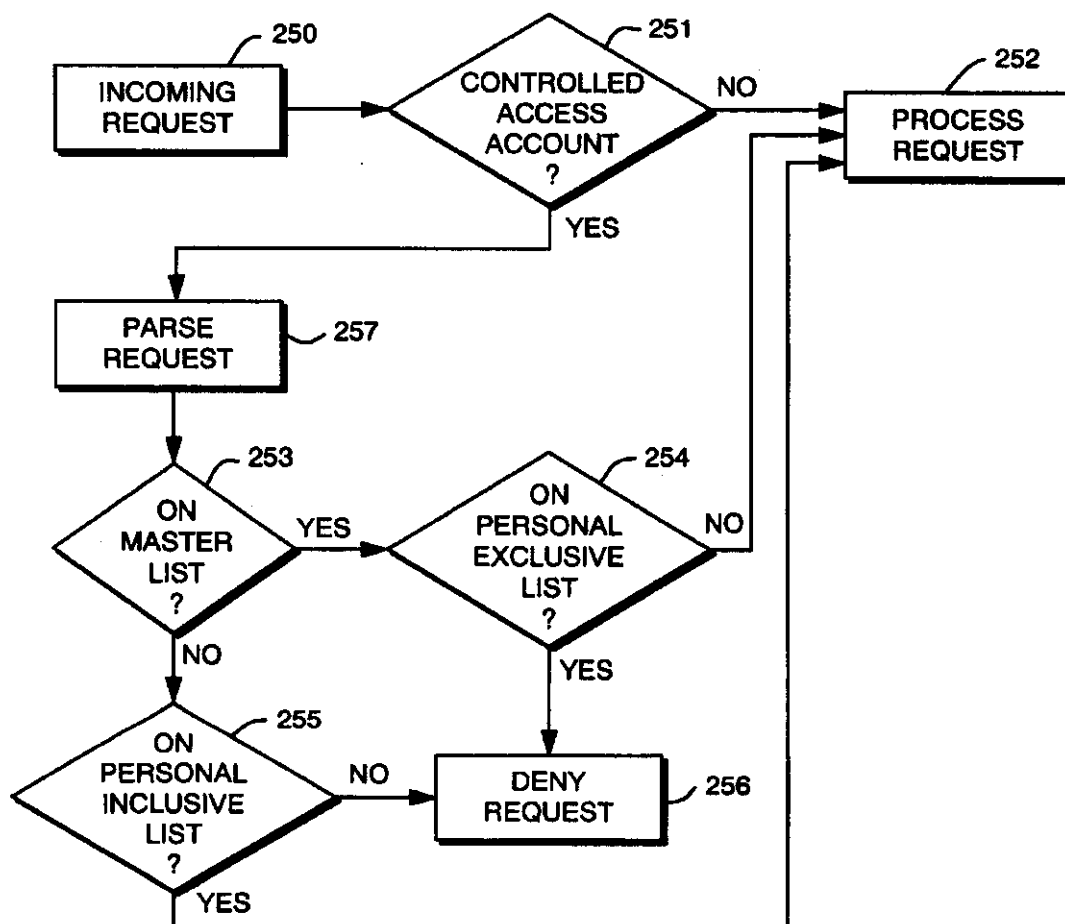 250
INCOMING
REQUEST
251
CONTROLLED
ACCESS
ACCOUNT
?
NO
YES
252
PROCESS
REQUEST
PARSE
REQUEST
257
253
ON
MASTER
LIST
?
YES
NO
254
ON
PERSONAL
EXCLUSIVE
LIST
?
NO
YES
255
ON
PERSONAL
INCLUSIVE
LIST
?
NO
YES
DENY
REQUEST
256